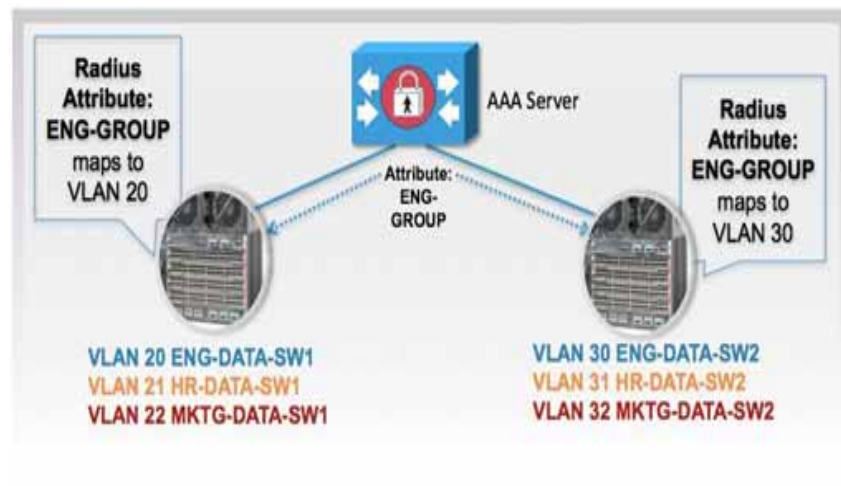 Radius
Attribute:
ENG-GROUP
maps to
VLAN 20
AAA Server
Attribute:
ENG-
GROUP
Radius
Attribute:
ENG-GROUP
maps to
VLAN 30
VLAN 20 ENG-DATA-SW1
VLAN 21 HR-DATA-SW1
VLAN 22 MKTG-DATA-SW1
VLAN 30 ENG-DATA-SW2
VLAN 31 HR-DATA-SW2
VLAN 32 MKTG-DATA-SW2